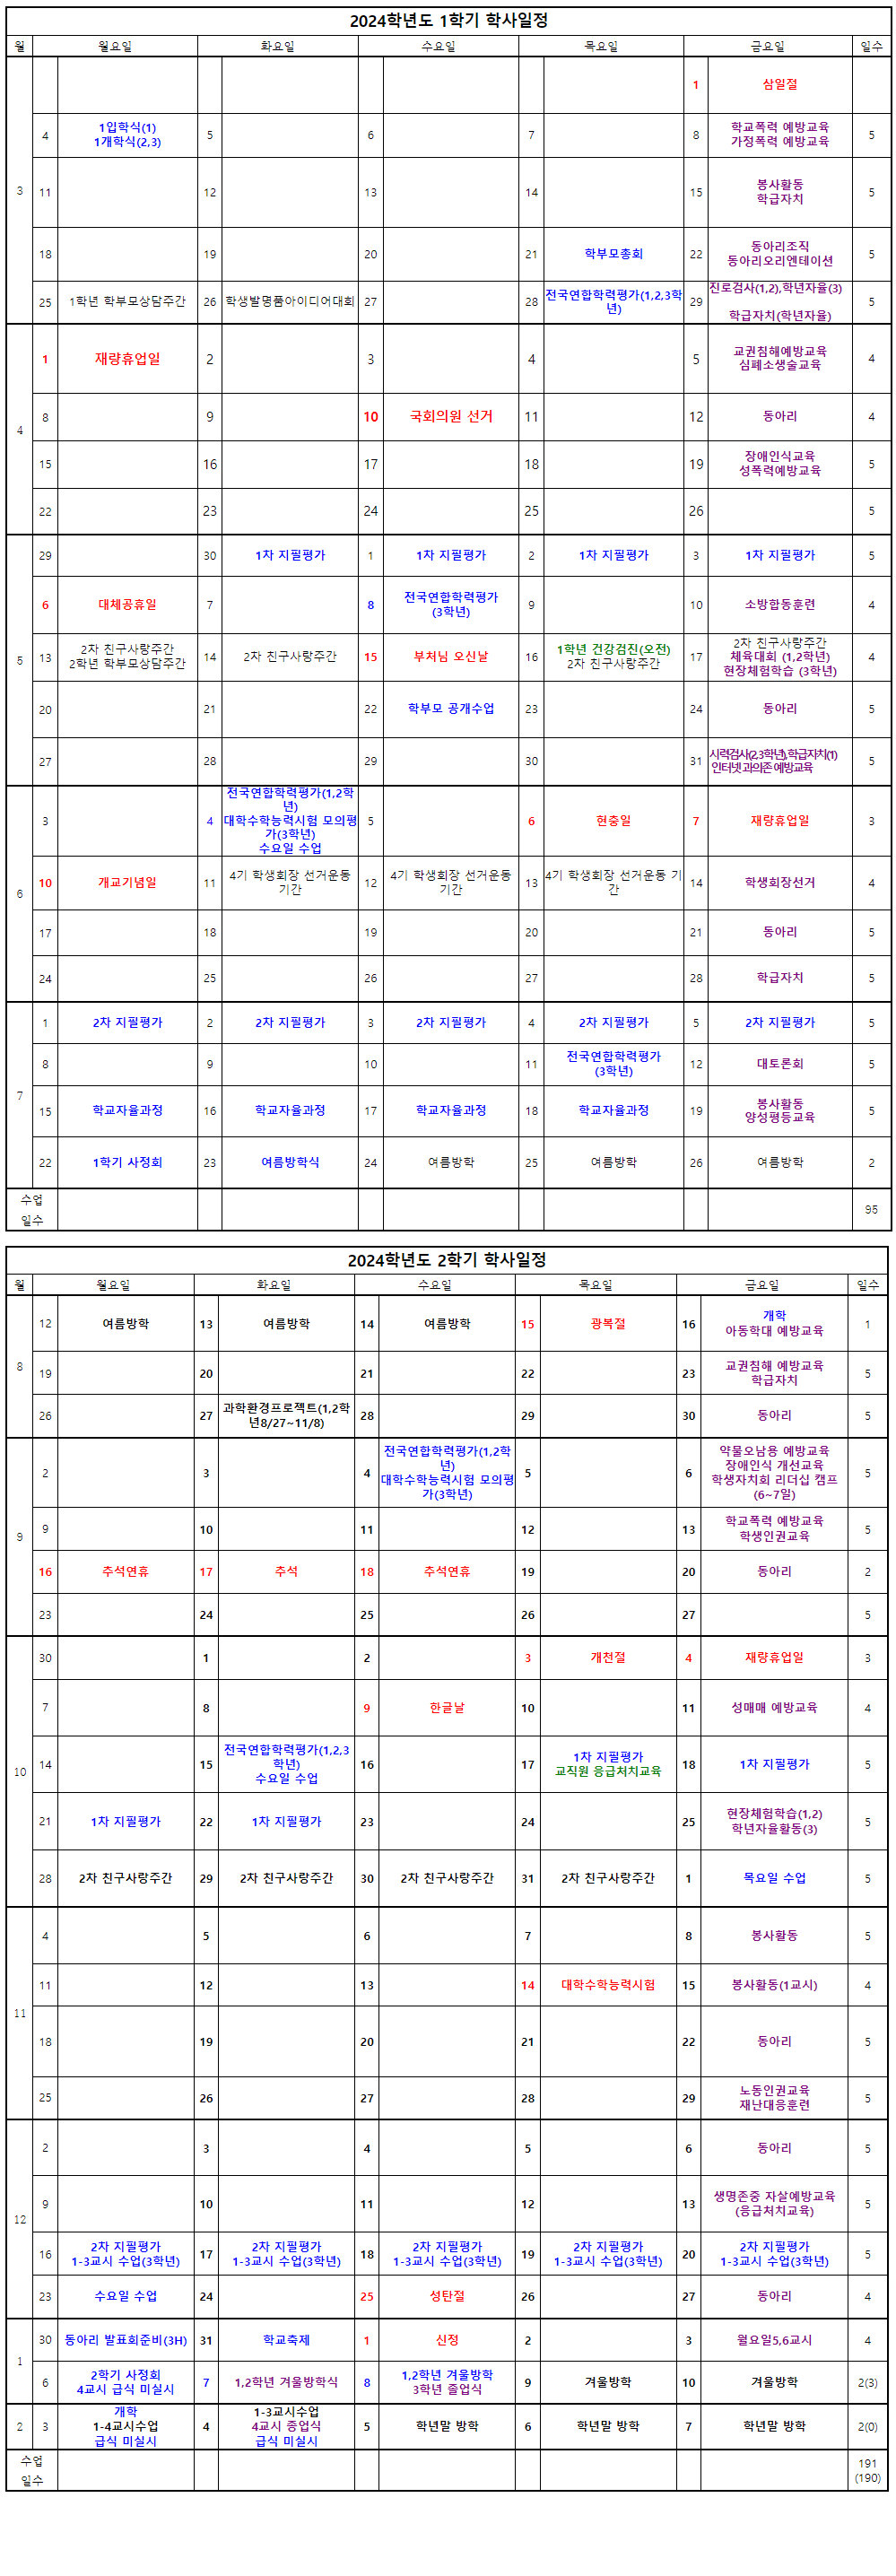 2024학년도 1학기 학사일정
월 월요일 화요일 수요일 목요일 금요일 일수
3
1 삼일절
4 1입학식(1)
1개학식(2,3)
5 6 7 8 학교폭력 예방교육
가정폭력 예방교육
5
11 12 13 14 15 봉사활동
학급자치
5
18 19 20 21 학부모총회 22 동아리조직
동아리오리엔테이션
5
25 1학년 학부모상담주간 26 학생발명품아이디어대회 27 28 전국연합학력평가(1,2,3학
년)
29 진로검사(1,2),학년자율(3)
학급자치(학년자율)
5
4
1 재량휴업일 2 3 4 5 교권침해예방교육
심폐소생술교육
4
8 9 10 국회의원 선거 11 12 동아리 4
15 16 17 18 19 장애인식교육
성폭력예방교육
5
22 23 24 25 26 5
5
29 30 1차 지필평가 1 1차 지필평가 2 1차 지필평가 3 1차 지필평가 5
6 대체공휴일 7 8 전국연합학력평가
(3학년)
9 10 소방합동훈련 4
13 2차 친구사랑주간
2학년 학부모상담주간
14 2차 친구사랑주간 15 부처님 오신날 16 1학년 건강검진(오전)
2차 친구사랑주간
17 2차 친구사랑주간
체육대회 (1,2학년)
현장체험학습 (3학년)
4
20 21 22 학부모 공개수업 23 24 동아리 5
27 28 29 30 31 시력검사(2,3학년),학급자치(1)
인터넷 과의존 예방교육
5
6
3 4 전국연합학력평가(1,2학
년)
대학수학능력시험 모의평
가(3학년)
수요일 수업
5 6 현충일 7 재량휴업일 3
10 개교기념일 11 4기 학생회장 선거운동
기간
12 4기 학생회장 선거운동
기간
13 4기 학생회장 선거운동 기
간
14 학생회장선거 4
17 18 19 20 21 동아리 5
24 25 26 27 28 학급자치 5
7
1 2차 지필평가 2 2차 지필평가 3 2차 지필평가 4 2차 지필평가 5 2차 지필평가 5
8 9 10 11 전국연합학력평가
(3학년)
12 대토론회 5
15 학교자율과정 16 학교자율과정 17 학교자율과정 18 학교자율과정 19 봉사활동
양성평등교육
5
22 1학기 사정회 23 여름방학식 24 여름방학 25 여름방학 26 여름방학 2
수업
일수
95
2024학년도 2학기 학사일정
월 월요일 화요일 수요일 목요일 금요일 일수
8
12 여름방학 13 여름방학 14 여름방학 15 광복절 16 개학
아동학대 예방교육
1
19 20 21 22 23 교권침해 예방교육
학급자치
5
26 27 과학환경프로젝트(1,2학
년8/27~11/8)
28 29 30 동아리 5
9
2 3 4 전국연합학력평가(1,2학
년)
대학수학능력시험 모의평
가(3학년)
5 6 약물오남용 예방교육
장애인식 개선교육
학생자치회 리더십 캠프
(6~7일)
5
9 10 11 12 13 학교폭력 예방교육
학생인권교육
5
16 추석연휴 17 추석 18 추석연휴 19 20 동아리 2
23 24 25 26 27 5
10
30 1 2 3 개천절 4 재량휴업일 3
7 8 9 한글날 10 11 성매매 예방교육 4
14 15 전국연합학력평가(1,2,3
학년)
수요일 수업
16 17 1차 지필평가
교직원 응급처치교육
18 1차 지필평가 5
21 1차 지필평가 22 1차 지필평가 23 24 25 현장체험학습(1,2)
학년자율활동(3)
5
28 2차 친구사랑주간 29 2차 친구사랑주간 30 2차 친구사랑주간 31 2차 친구사랑주간 1 목요일 수업 5
11
4 5 6 7 8 봉사활동 5
11 12 13 14 대학수학능력시험 15 봉사활동(1교시) 4
18 19 20 21 22 동아리 5
25 26 27 28 29 노동인권교육
재난대응훈련
5
12
2 3 4 5 6 동아리 5
9 10 11 12 13 생명존중 자살예방교육
(응급처치교육)
5
16 2차 지필평가
1-3교시 수업(3학년)
17 2차 지필평가
1-3교시 수업(3학년)
18 2차 지필평가
1-3교시 수업(3학년)
19 2차 지필평가
1-3교시 수업(3학년)
20 2차 지필평가
1-3교시 수업(3학년)
5
23 수요일 수업 24 25 성탄절 26 27 동아리 4
1
30 동아리 발표회준비(3H) 31 학교축제 1 신정 2 3 월요일5,6교시 4
6 2학기 사정회
4교시 급식 미실시
7 1,2학년 겨울방학식 8 1,2학년 겨울방학
3학년 졸업식
9 겨울방학 10 겨울방학 2(3)
2 3 개학
1-4교시수업
급식 미실시
4 1-3교시수업
4교시 종업식
급식 미실시
5 학년말 방학 6 학년말 방학 7 학년말 방학 2(0)
수업
일수
191
(190)